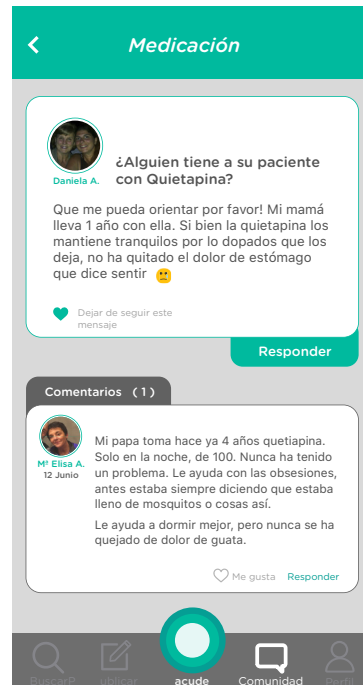 Medicación
Daniela A.
¿Alguien tiene a su paciente
con Quietapina?
Que me pueda orientar por favor! Mi mamá
lleva 1 año con ella. Si bien la quietapina los
mantiene tranquilos por lo dopados que los
deja, no ha quitado el dolor de estómago
que dice sentir
Dejar de seguir este
mensaje
Responder
Comentarios ( 1 )
Mª Elisa A.
12 Junio
Mi papa toma hace ya 4 años quetiapina.
Solo en la noche, de 100. Nunca ha tenido
un problema. Le ayuda con las obsesiones,
antes estaba siempre diciendo que estaba
lleno de mosquitos o cosas así.
Le ayuda a dormir mejor, pero nunca se ha
quejado de dolor de guata.
Me gusta Responder
BuscarP ublicar acude Comunidad Perfil